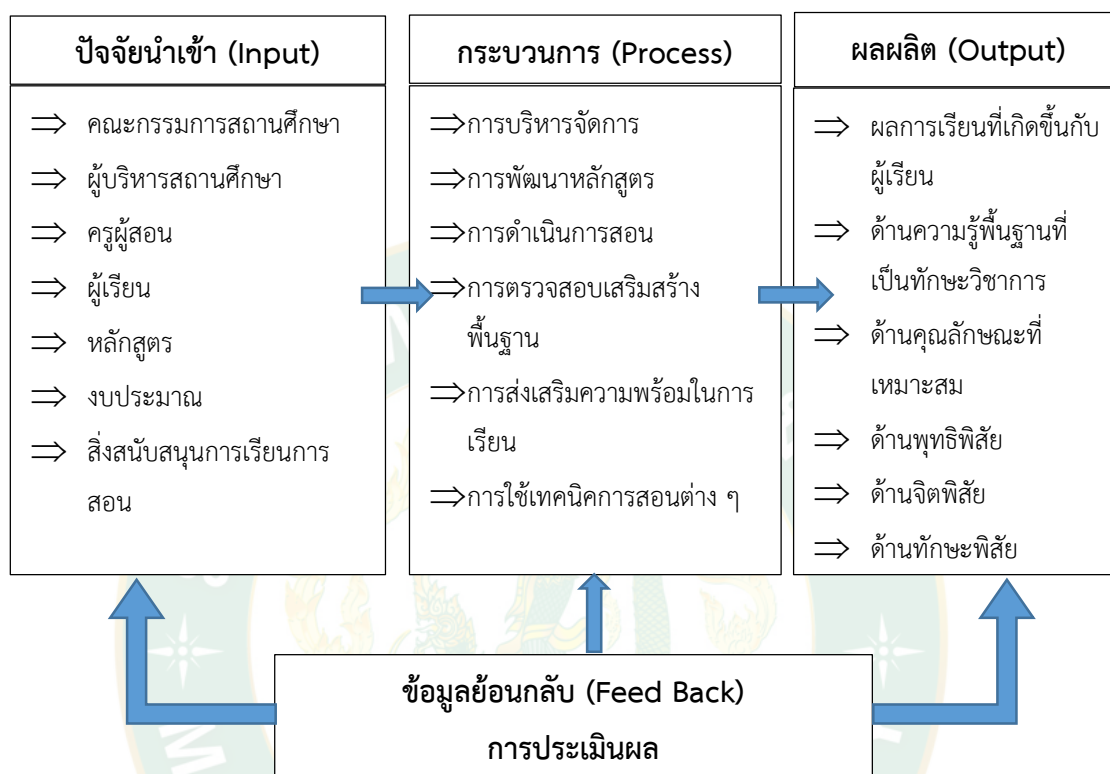 ปัจจัยนำเข้า (Input)
⇒ คณะกรรมการสถานศึกษา
⇒ ผู้บริหารสถานศึกษา
⇒ ครูผู้สอน
⇒ ผู้เรียน
⇒ หลักสูตร
⇒ งบประมาณ
⇒ สิ่งสนับสนุนการเรียนการ
สอน
กระบวนการ (Process)
⇒การบริหารจัดการ
⇒การพัฒนาหลักสูตร
⇒การดำเนินการสอน
⇒การตรวจสอบเสริมสร้าง
พื้นฐาน
⇒การส่งเสริมความพร้อมในการ
เรียน
⇒การใช้เทคนิคการสอนต่าง ๆ
ผลผลิต (Output)
⇒ ผลการเรียนที่เกิดขึ้นกับ
ผู้เรียน
⇒ ด้านความรู้พื้นฐานที่
เป็นทักษะวิชาการ
⇒ ด้านคุณลักษณะที่
เหมาะสม
⇒ ด้านพุทธิพิสัย
⇒ ด้านจิตพิสัย
⇒ ด้านทักษะพิสัย
ข้อมูลย้อนกลับ (Feed Back)
การประเมินผล